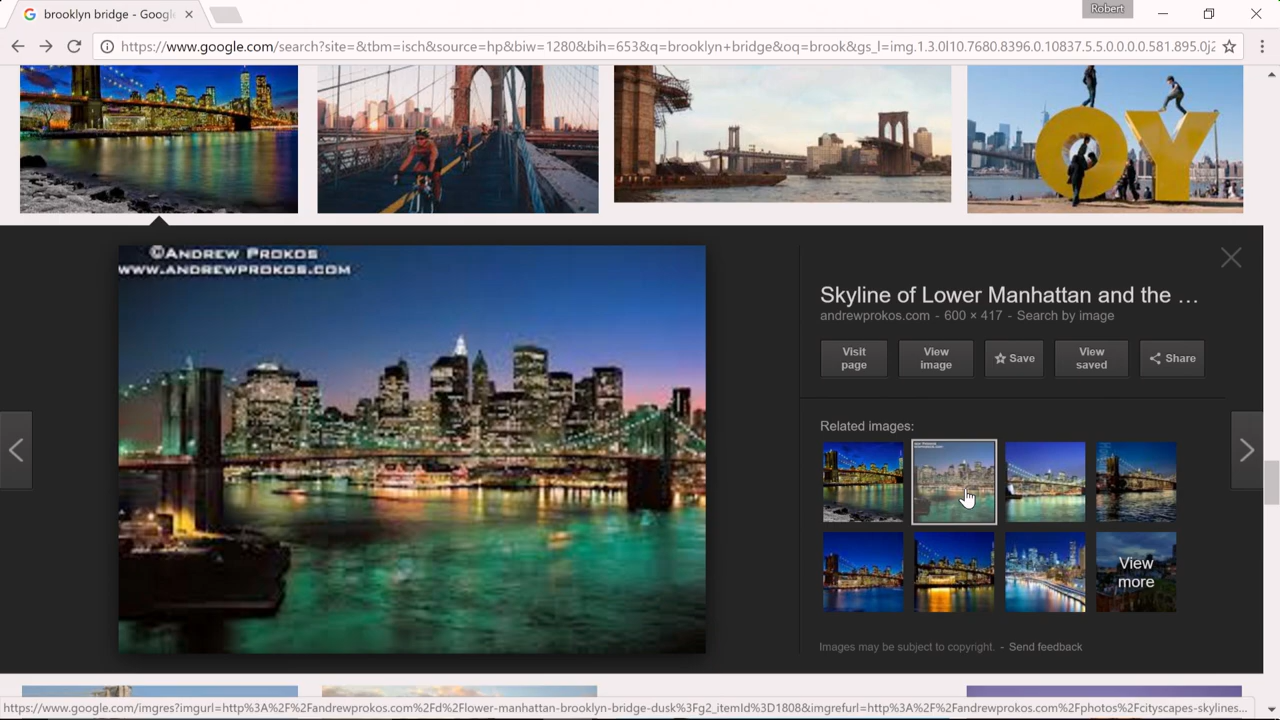 brooklyn bridge - Googl
Robert
https://www.google.com/search?site=&tbm=isch&source=hp&biw=1280&bih=653&q=brooklyn+bridge&oq=brook&gs_l=img.1.3.0l10.7680.8396.0.10837.5.5.0.0.0.0.581.895.0j2
OY
©Andrew Prokos
www.andrewprokos.com
Skyline of Lower Manhattan and the ...
andrewprokos.com - 600 × 417 - Search by image
Visit page
View image
Save
View saved
Share
Related images:
View more
Images may be subject to copyright. - Send feedback
https://www.google.com/imgres?imgurl=http%3A%2F%2Fandrewprokos.com%2Fd%2Flower-manhattan-brooklyn-bridge-dusk%3Fg2_itemId%3D1808&imgrefurl=http%3A%2F%2Fandrewprokos.com%2Fphotos%2Fcityscapes-skylines...